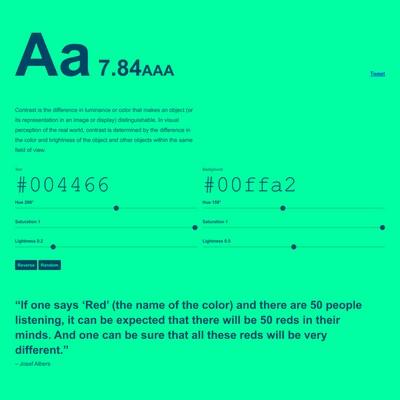 Aa 7.84AAA
Tweet
Contrast is the difference in luminance or color that makes an object (or
its representation in an image or display) distinguishable. In visual
perception of the real world, contrast is determined by the difference in
the color and brightness of the object and other objects within the same
field of view.
Text
#004466
Hue 200°
Saturation 1
Lightness 0.2
Background
#00ffa2
Hue 158°
Saturation 1
Lightness 0.5
Reverse Random
“If one says ‘Red’ (the name of the color) and there are 50 people
listening, it can be expected that there will be 50 reds in their
minds. And one can be sure that all these reds will be very
different.”
– Josef Albers